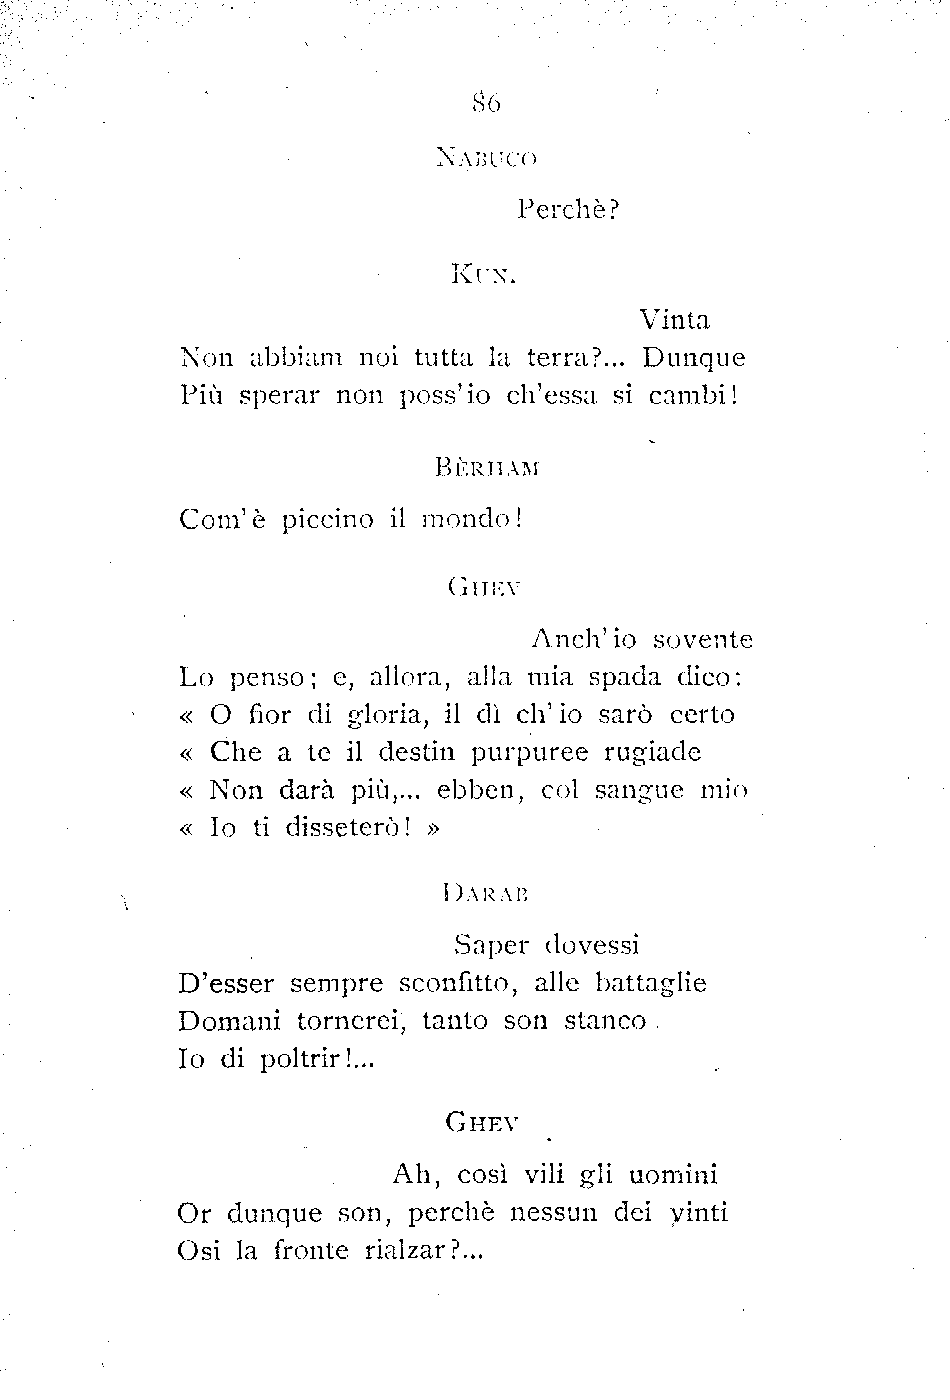 86
NABUCO
Perchè?
KUN.
Vinta
Non abbiam noi tutta la terra?... Dunque
Più sperar non poss'io ch'essa si cambi!
BÈRHAM
Com'è piccino il mondo!
GHEV
Anch'io sovente
Lo penso; e, allora, alla mia spada dico:
« O fior di gloria, il dì ch'io sarò certo
« Che a te il destin purpuree rugiade
« Non darà più,... ebben, col sangue mio
« Io ti disseterò! »
DARAB
Saper dovessi
D'esser sempre sconfitto, alle battaglie
Domani tornerei, tanto son stanco
Io di poltrir!...
GHEV
Ah, così vili gli uomini
Or dunque son, perchè nessun dei vinti
Osi la fronte rialzar?...